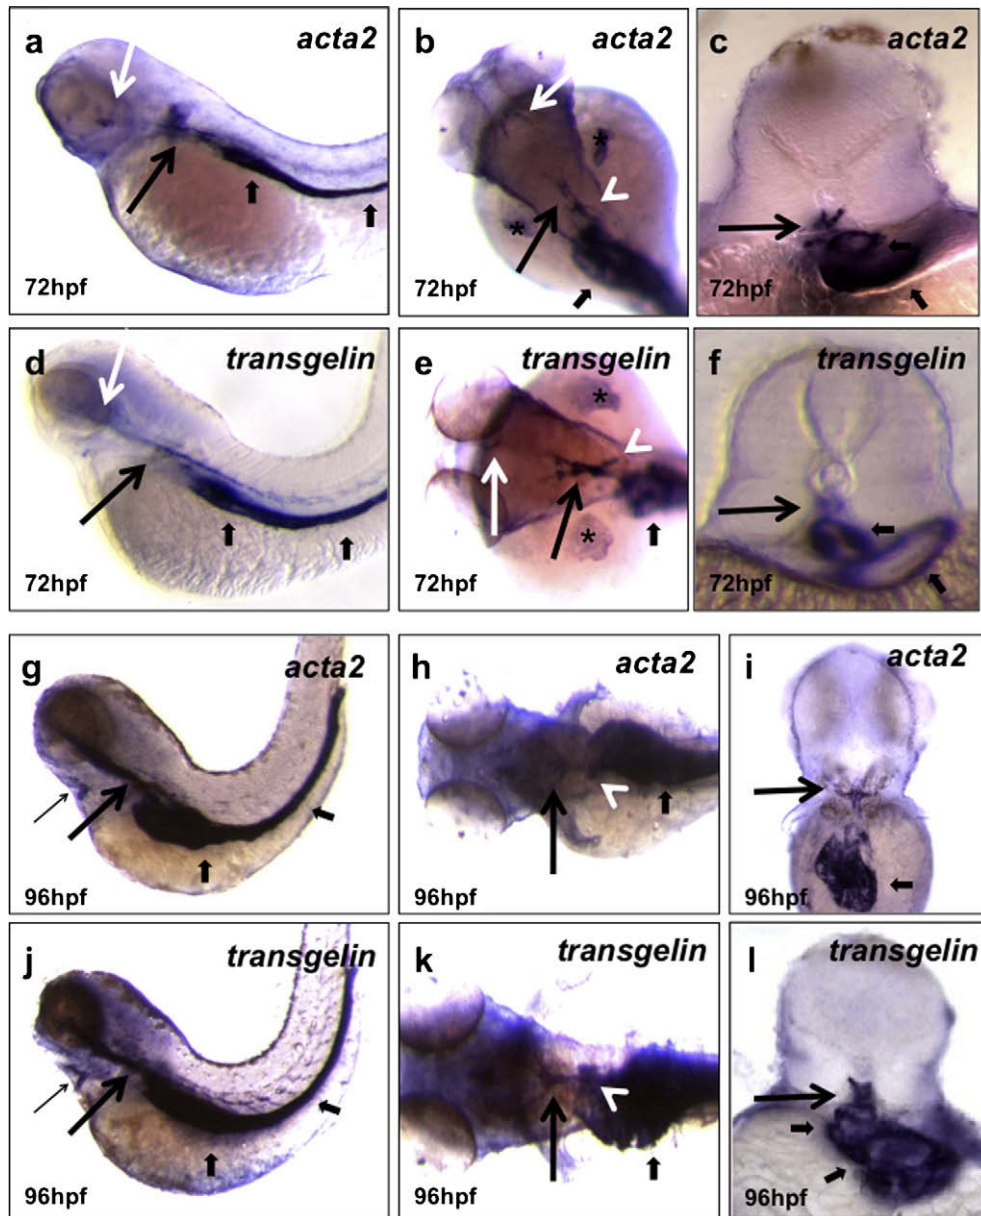 a acta2
72hpf
b acta2
*
*
72hpf
c acta2
72hpf
d transgelin
72hpf
e transgelin
*
*
72hpf
f transgelin
72hpf
g acta2
96hpf
h acta2
96hpf
i acta2
96hpf
j transgelin
96hpf
k transgelin
96hpf
l transgelin
96hpf